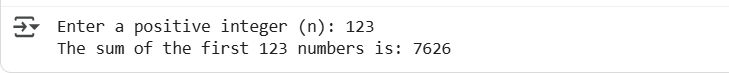 Enter a positive integer (n): 123
The sum of the first 123 numbers is: 7626